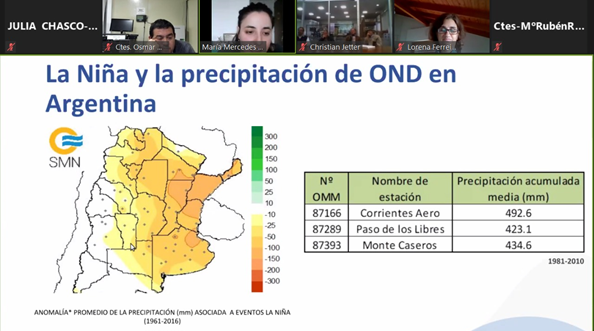 JULIA CHASCO-...
Ctes. Osmar
María Mercedes
Christian Jetter
Lorena Ferrei
Ctes-MªRubénR...
La Niña y la precipitación de OND en
Argentina
SMN
300
200
150
100
50
25
10
-10
-25
-50
-100
-150
-200
-300
Nº
OMM
Nombre de
estación
Precipitación acumulada
media (mm)
87166 Corrientes Aero 492.6
87289 Paso de los Libres 423.1
87393 Monte Caseros 434.6
1981-2010
ANOMALÍA* PROMEDIO DE LA PRECIPITACIÓN (mm) ASOCIADA A EVENTOS LA NIÑA
(1961-2016)